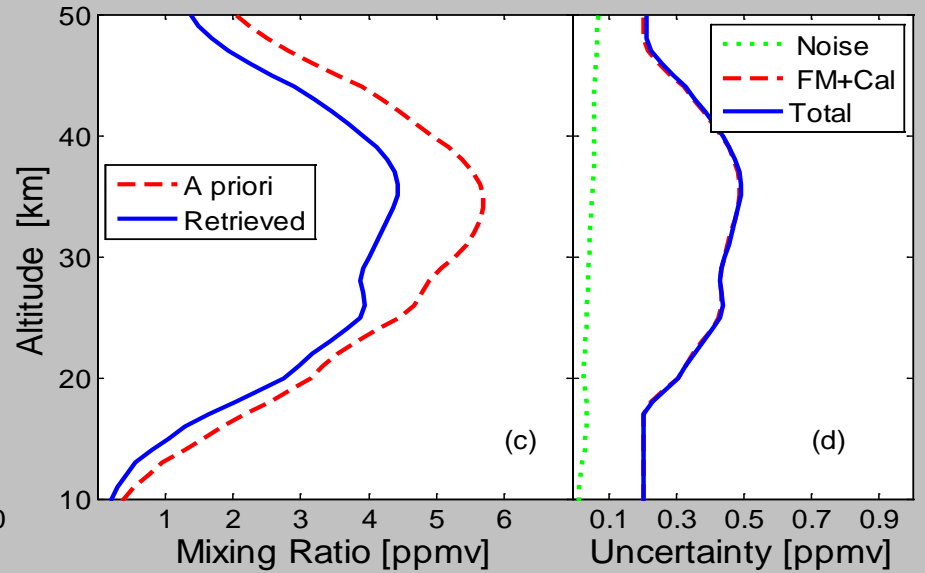 50
40
30
20
10
Altitude [km]
A priori
Retrieved
(c)
1 2 3 4 5 6
Mixing Ratio [ppmv]
Noise
FM+Cal
Total
(d)
0.1 0.3 0.5 0.7 0.9
Uncertainty [ppmv]
0